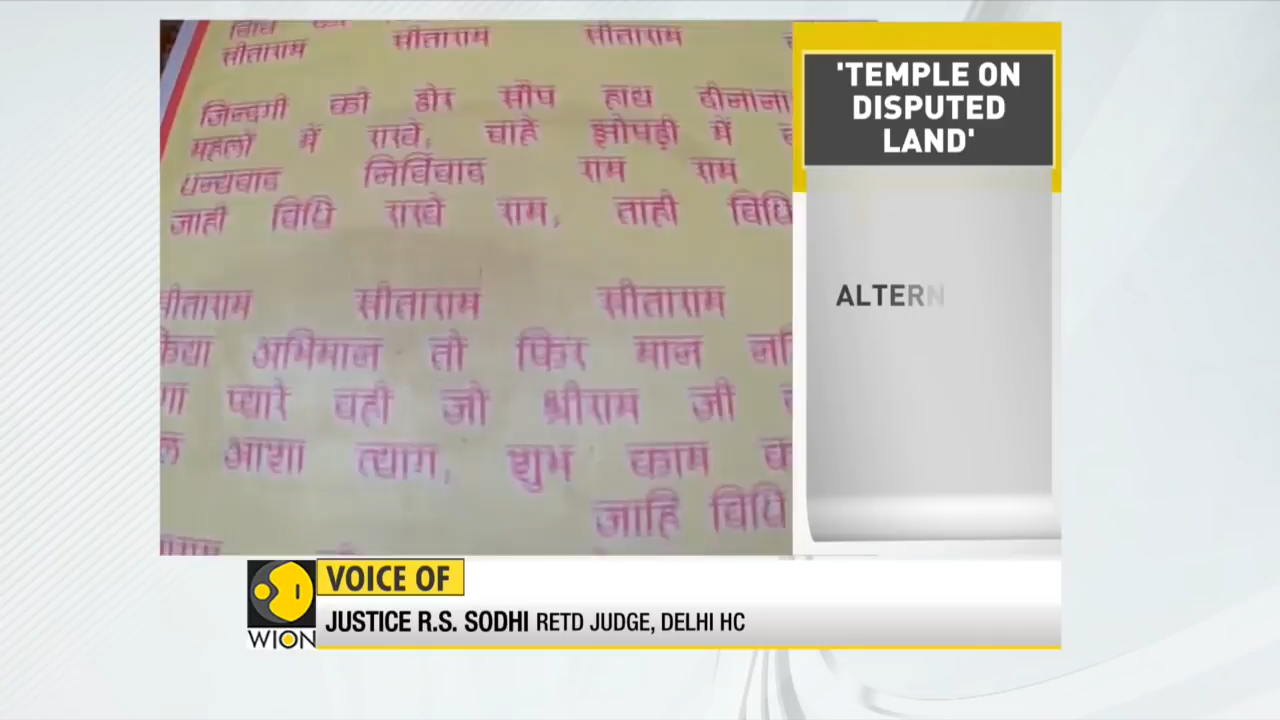 सीताराम सीताराम सीताराम
जिन्दगी की डोर सौंप हाथ
महलों में राखे, चाहे झोपड़ी में
धन्यवाद निर्विवाद राम राम
जाही विधि राखे राम, ताही विधि
सीताराम सीताराम
अभिमान तो फिर मान
प्यारे वही जो श्रीराम जी
आशा त्याग, शुभ काम
जाहि विधि
'TEMPLE ON
DISPUTED
LAND'
ALTERN
VOICE OF
JUSTICE R.S. SODHI RETD JUDGE, DELHI HC
WION